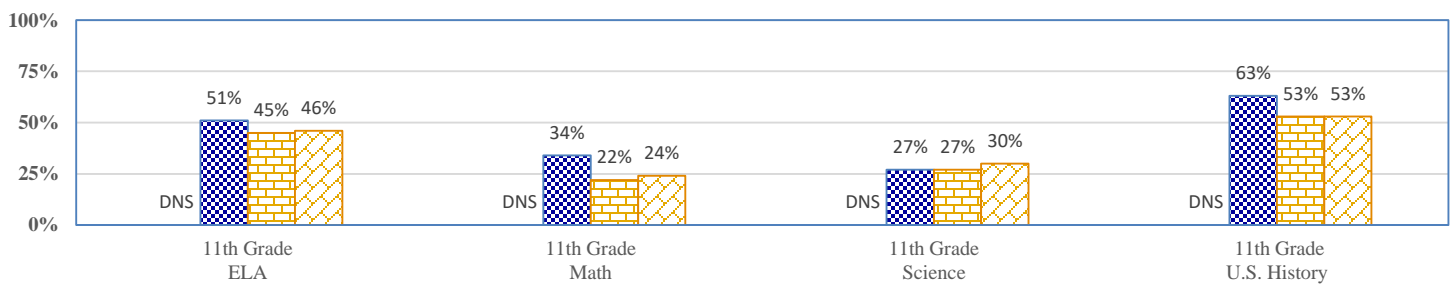 100%
75%
50%
25%
0%
DNS 51% 45% 46%
DNS 34% 22% 24%
DNS 27% 27% 30%
DNS 63% 53% 53%
11th Grade
ELA
11th Grade
Math
11th Grade
Science
11th Grade
U.S. History